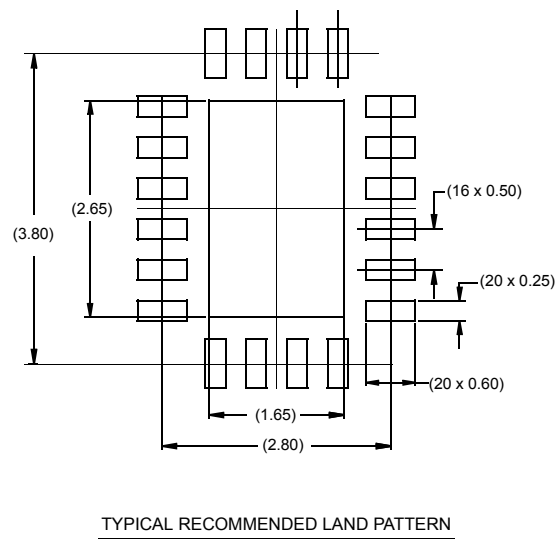 (16 x 0.50)
(2.65)
(3.80)
(20 x 0.25)
(20 x 0.60)
(1.65)
(2.80)
TYPICAL RECOMMENDED LAND PATTERN